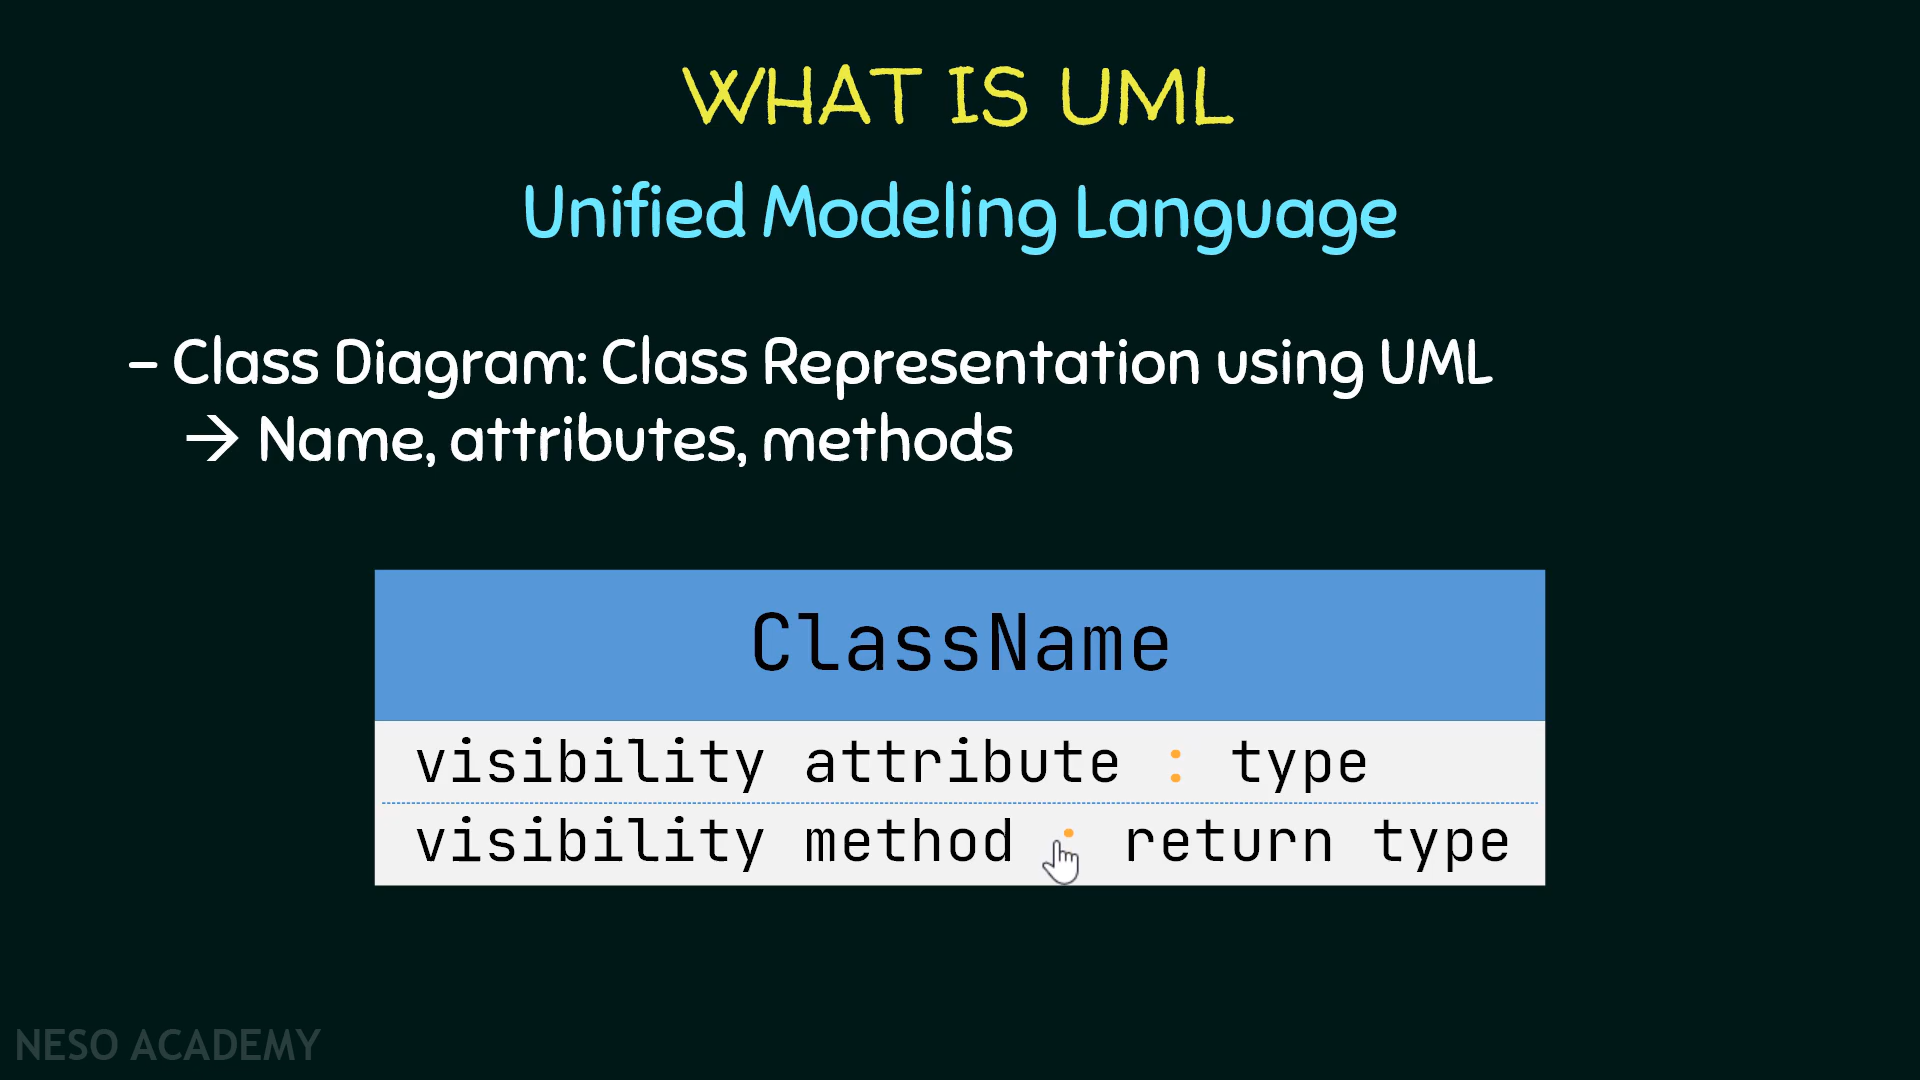 WHAT IS UML
Unified Modeling Language
– Class Diagram: Class Representation using UML
→ Name, attributes, methods
ClassName
visibility attribute : type
visibility method : return type
NESO ACADEMY